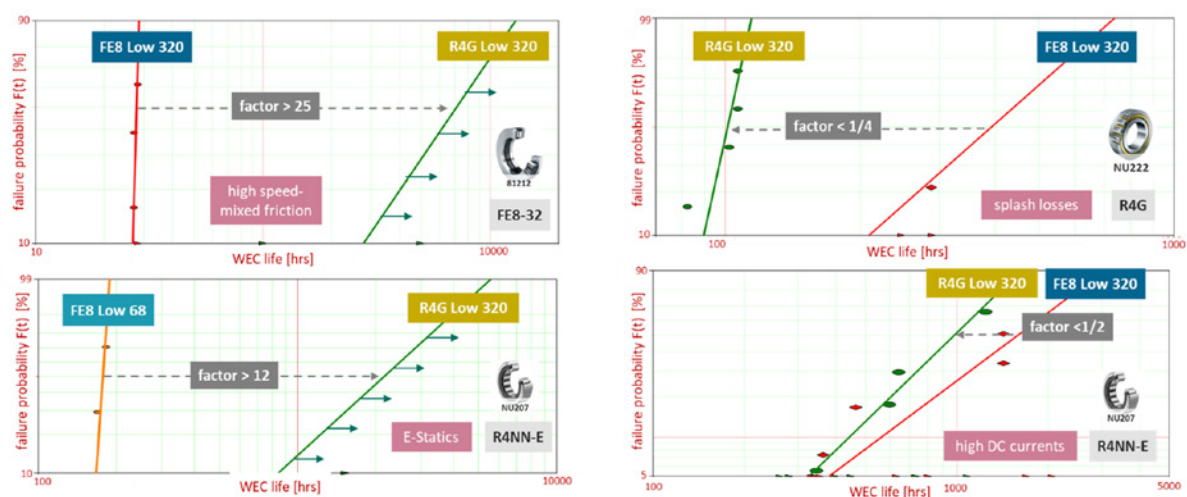 failure probability F(t) [%]
90
FE8 Low 320
R4G Low 320
factor > 25
high speed-
mixed friction
81212
FE8-32
10
10
10000
WEC life [hrs]
failure probability F(t) [%]
99
R4G Low 320
FE8 Low 320
factor < 1/4
NU222
splash losses
R4G
10
100
1000
WEC life [hrs]
failure probability F(t) [%]
99
FE8 Low 68
R4G Low 320
factor > 12
NU207
E-Statics
R4NN-E
10
100
10000
WEC life [hrs]
failure probability F(t) [%]
90
R4G Low 320
FE8 Low 320
factor <1/2
NU207
high DC currents
R4NN-E
5
100
1000
5000
WEC life [hrs]